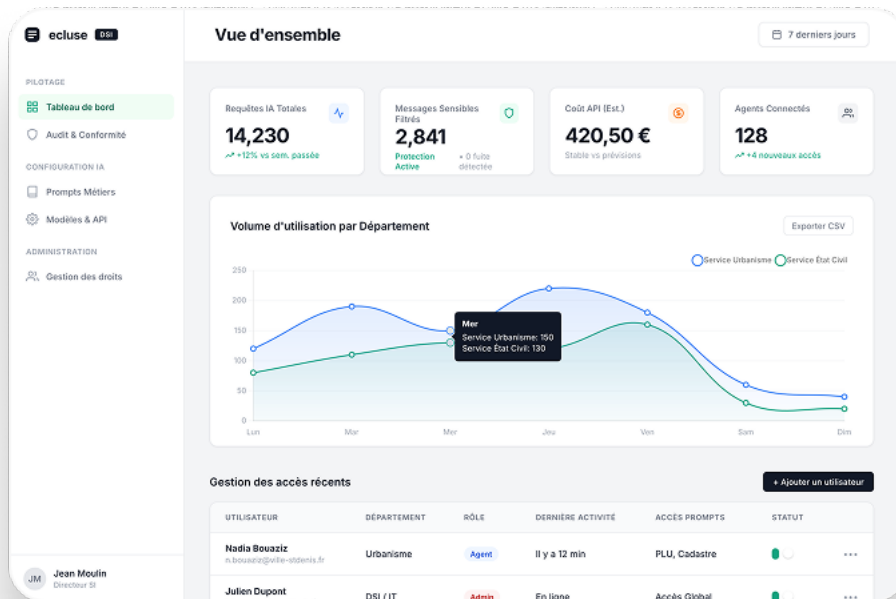 ecluse DSI
PILOTAGE
Tableau de bord
Audit & Conformité
CONFIGURATION IA
Prompts Métiers
Modèles & API
ADMINISTRATION
Gestion des droits
JM
Jean Moulin
Directeur SI
Vue d'ensemble
7 derniers jours
Requêtes IA Totales
14,230
+12% vs sem. passée
Messages Sensibles
Filtrés
2,841
Protection
Active
• 0 fuite
détectée
Coût API (Est.)
420,50 €
Stable vs prévisions
Agents Connectés
128
+4 nouveaux accès
Volume d'utilisation par Département
Exporter CSV
Service Urbanisme
Service État Civil
250
200
150
100
50
0
Mer
Service Urbanisme: 150
Service État Civil: 130
Lun Mar Mer Jeu Ven Sam Dim
Gestion des accès récents
+ Ajouter un utilisateur
UTILISATEUR DÉPARTEMENT RÔLE DERNIÈRE ACTIVITÉ ACCÈS PROMPTS STATUT
Nadia Bouaziz
n.bouaziz@ville-stdenis.fr
Urbanisme Agent Il y a 12 min PLU, Cadastre
Julien Dupont
DSI / IT Admin En ligne Accès Global